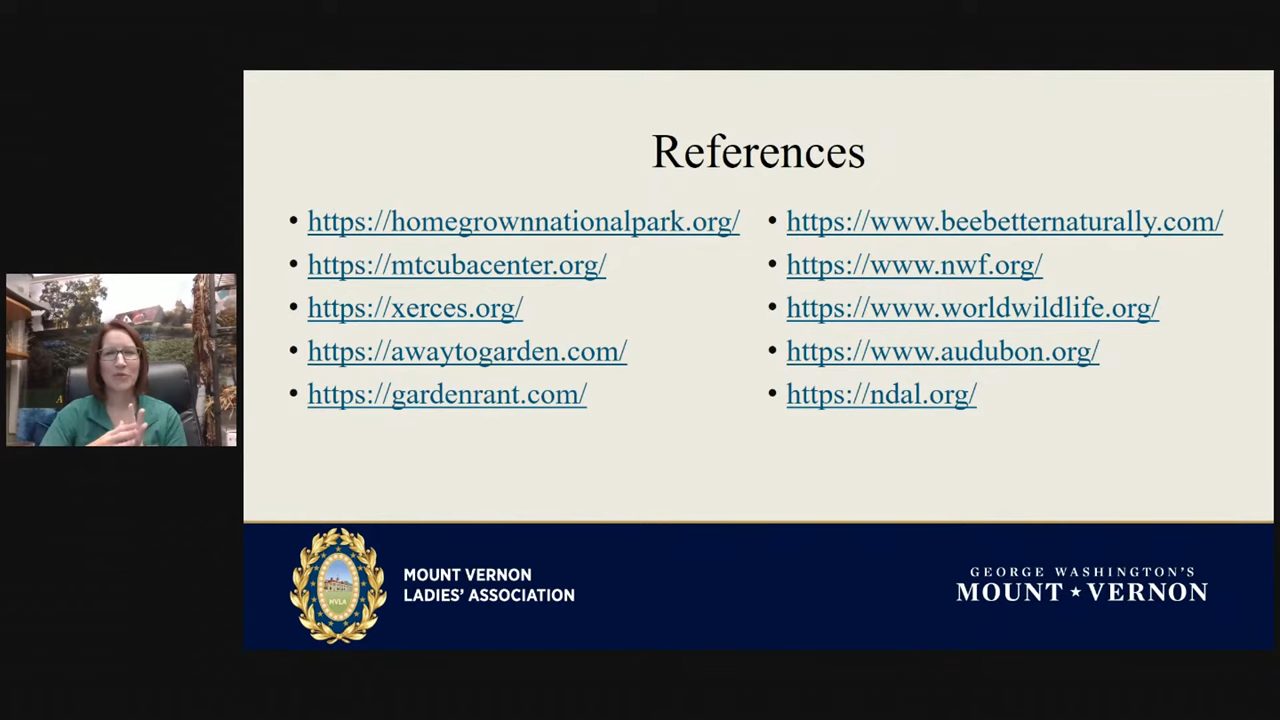 References
• https://homegrownnationalpark.org/
• https://mtcubacenter.org/
• https://xerces.org/
• https://awaytogarden.com/
• https://gardenrant.com/
• https://www.beebetternaturally.com/
• https://www.nwf.org/
• https://www.worldwildlife.org/
• https://www.audubon.org/
• https://ndal.org/
MVLA
MOUNT VERNON
LADIES' ASSOCIATION
GEORGE WASHINGTON'S
MOUNT★VERNON